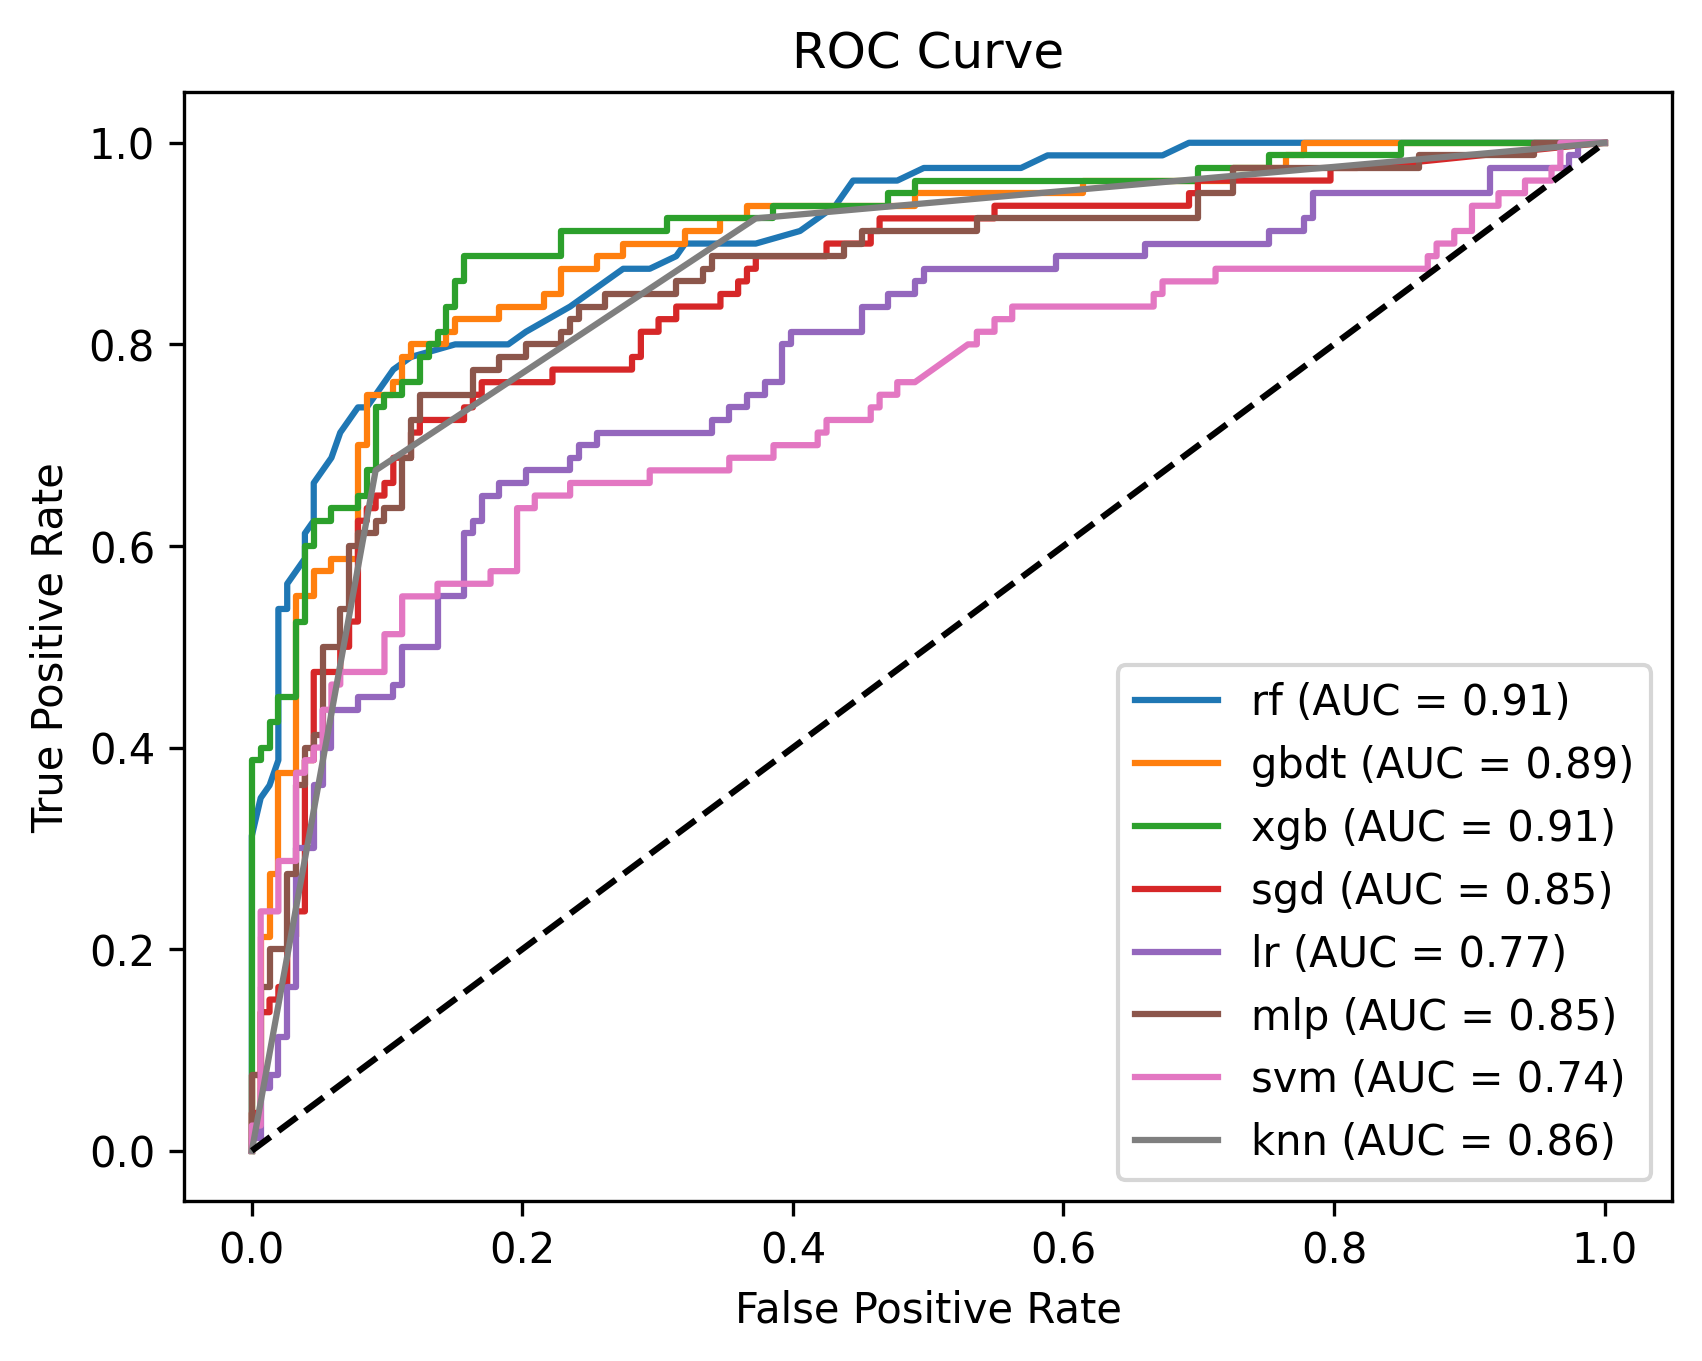 ROC Curve
True Positive Rate
1.0
0.8
0.6
0.4
0.2
0.0
0.0 0.2 0.4 0.6 0.8 1.0
False Positive Rate
rf (AUC = 0.91)
gbdt (AUC = 0.89)
xgb (AUC = 0.91)
sgd (AUC = 0.85)
lr (AUC = 0.77)
mlp (AUC = 0.85)
svm (AUC = 0.74)
knn (AUC = 0.86)